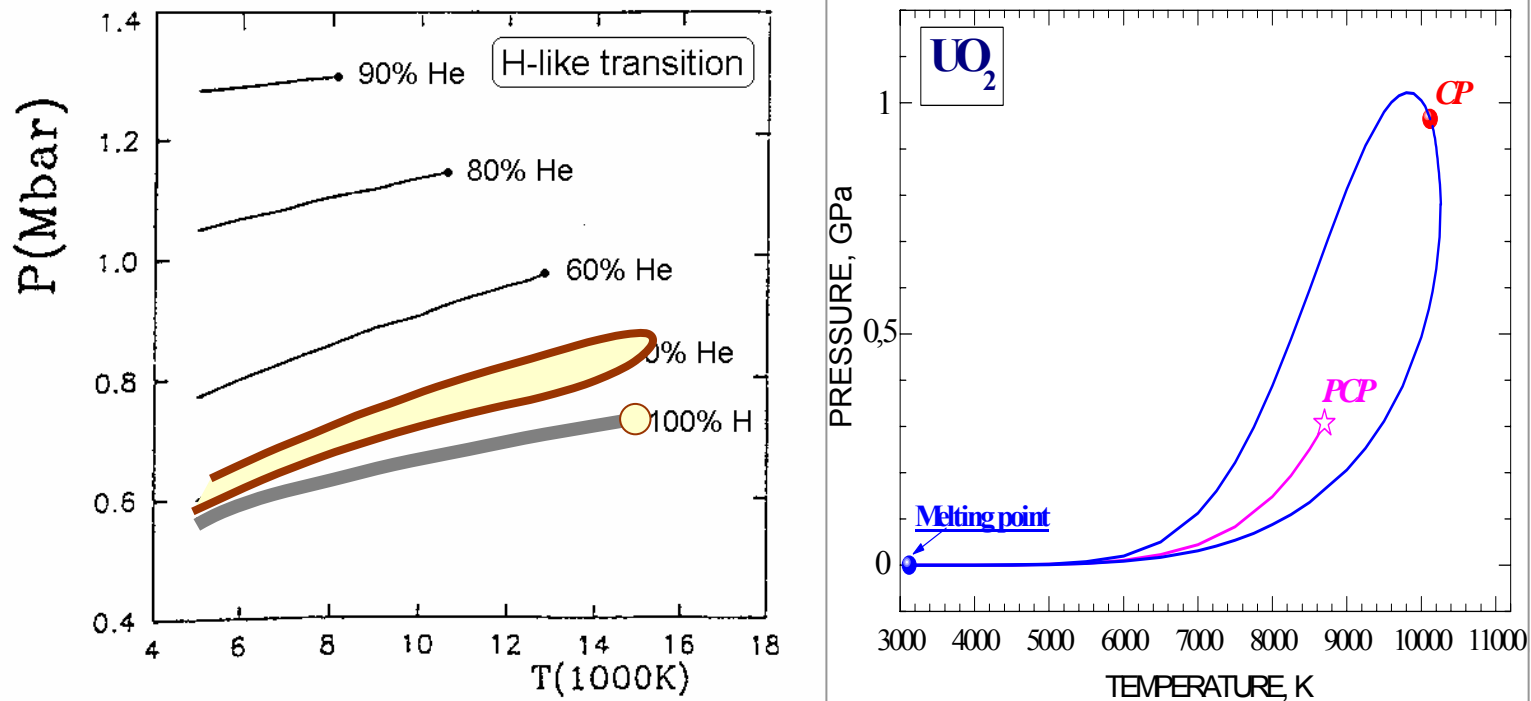 1.4
1.2
1.0
0.8
0.6
0.4
P(Mbar)
H-like transition
90% He
80% He
60% He
0% He
100% H
4
6
8
10
12
14
16
18
T(1000K)
UO2
CP
PCP
Melting point
1
0,5
0
PRESSURE, GPa
3000
4000
5000
6000
7000
8000
9000
10000
11000
TEMPERATURE, K